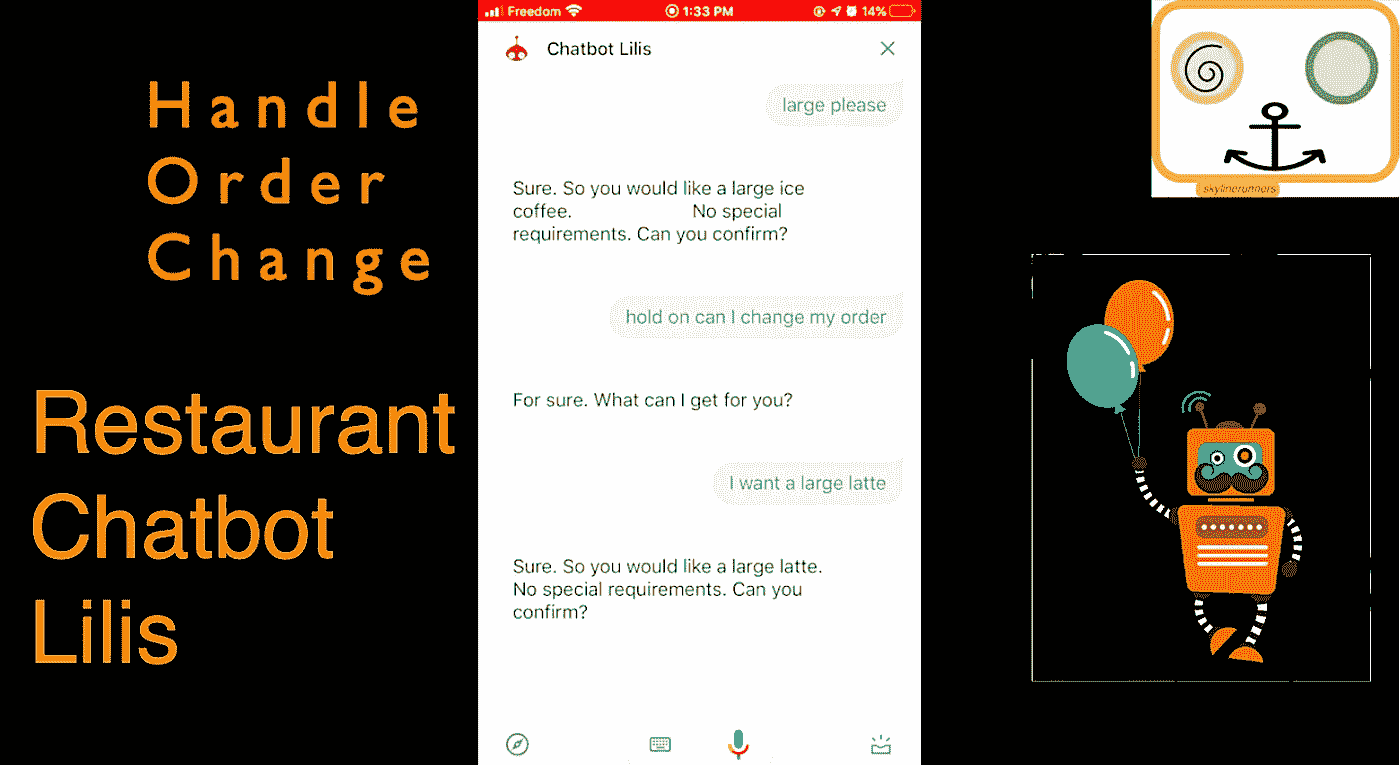 Handle
Order
Change
Restaurant
Chatbot
Lilis
Freedom 1:33 PM 14%
Chatbot Lilis
large please
Sure. So you would like a large ice
coffee. No special
requirements. Can you confirm?
hold on can I change my order
For sure. What can I get for you?
I want a large latte
Sure. So you would like a large latte.
No special requirements. Can you
confirm?
skylinerunners